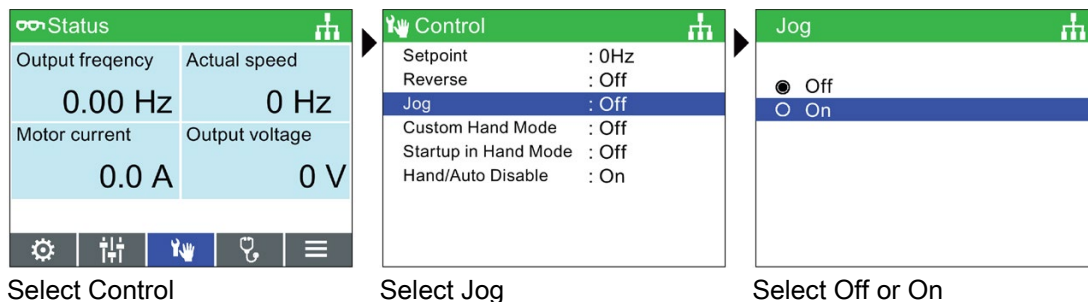 Status
Output freqency
Actual speed
0.00 Hz
0 Hz
Motor current
Output voltage
0.0 A
0 V
Select Control
Control
Setpoint : 0Hz
Reverse : Off
Jog : Off
Custom Hand Mode : Off
Startup in Hand Mode : Off
Hand/Auto Disable : On
Select Jog
Jog
Off
On
Select Off or On